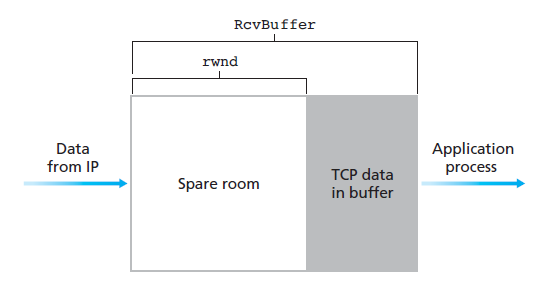 RcvBuffer
rwnd
Data
from IP
Spare room
TCP data
in buffer
Application
process